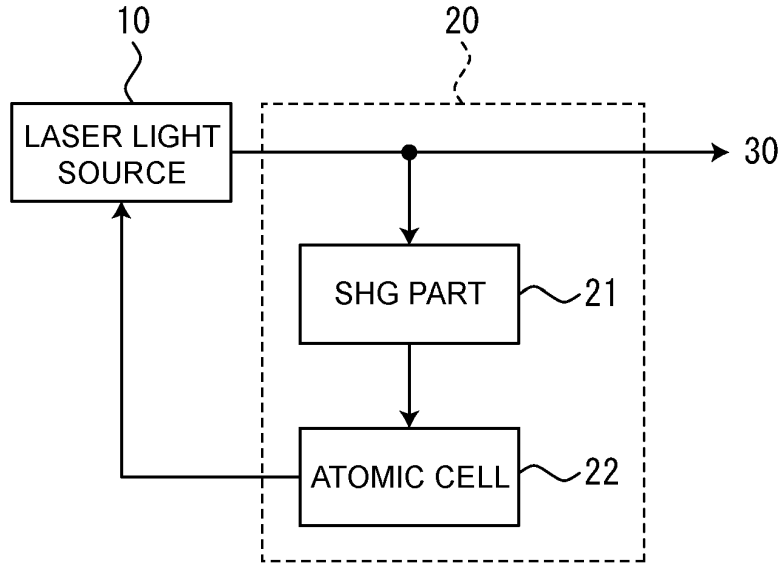 10
20
LASER LIGHT
SOURCE
30
SHG PART
21
ATOMIC CELL
22